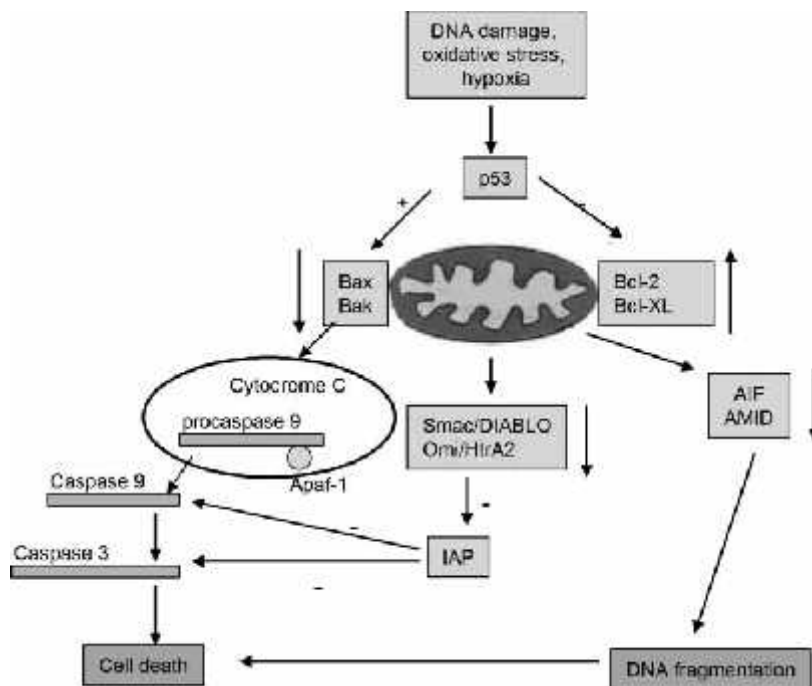 DNA damage,
oxidative stress,
hypoxia
p53
+
-
Bax
Bak
Bcl-2
Bcl-XL
Cytocrome C
procaspase 9
Apaf-1
Smac/DIABLO
Omi/HtrA2
AIF
AMID
Caspase 9
-
-
IAP
Caspase 3
-
Cell death
DNA fragmentation